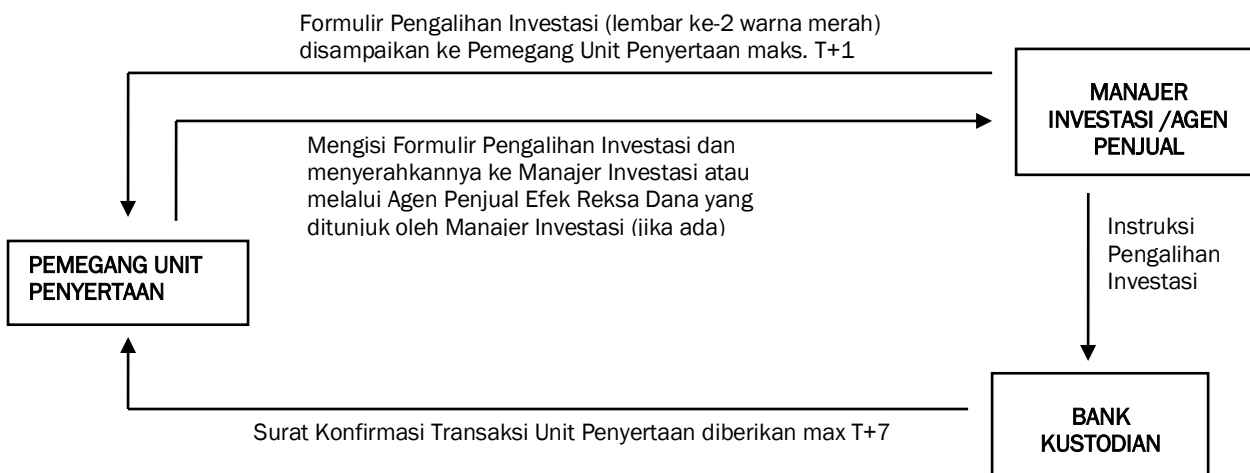 Formulir Pengalihan Investasi (lembar ke-2 warna merah)
disampaikan ke Pemegang Unit Penyertaan maks. T+1
MANAJER
INVESTASI /AGEN
PENJUAL
Mengisi Formulir Pengalihan Investasi dan
menyerahkannya ke Manajer Investasi atau
melalui Agen Penjual Efek Reksa Dana yang
ditunjuk oleh Manajer Investasi (jika ada)
Instruksi
Pengalihan
Investasi
PEMEGANG UNIT
PENYERTAAN
Surat Konfirmasi Transaksi Unit Penyertaan diberikan max T+7
BANK
KUSTODIAN